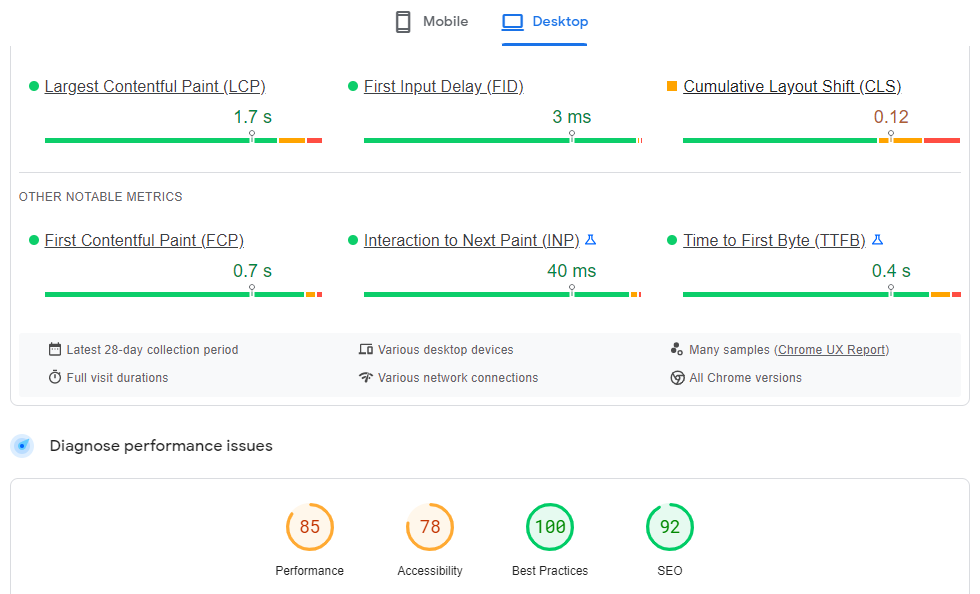 Mobile
Desktop
Largest Contentful Paint (LCP)
First Input Delay (FID)
Cumulative Layout Shift (CLS)
1.7 s
3 ms
0.12
OTHER NOTABLE METRICS
First Contentful Paint (FCP)
Interaction to Next Paint (INP)
Time to First Byte (TTFB)
0.7 s
40 ms
0.4 s
Latest 28-day collection period
Various desktop devices
Many samples (Chrome UX Report)
Full visit durations
Various network connections
All Chrome versions
Diagnose performance issues
85
78
100
92
Performance
Accessibility
Best Practices
SEO